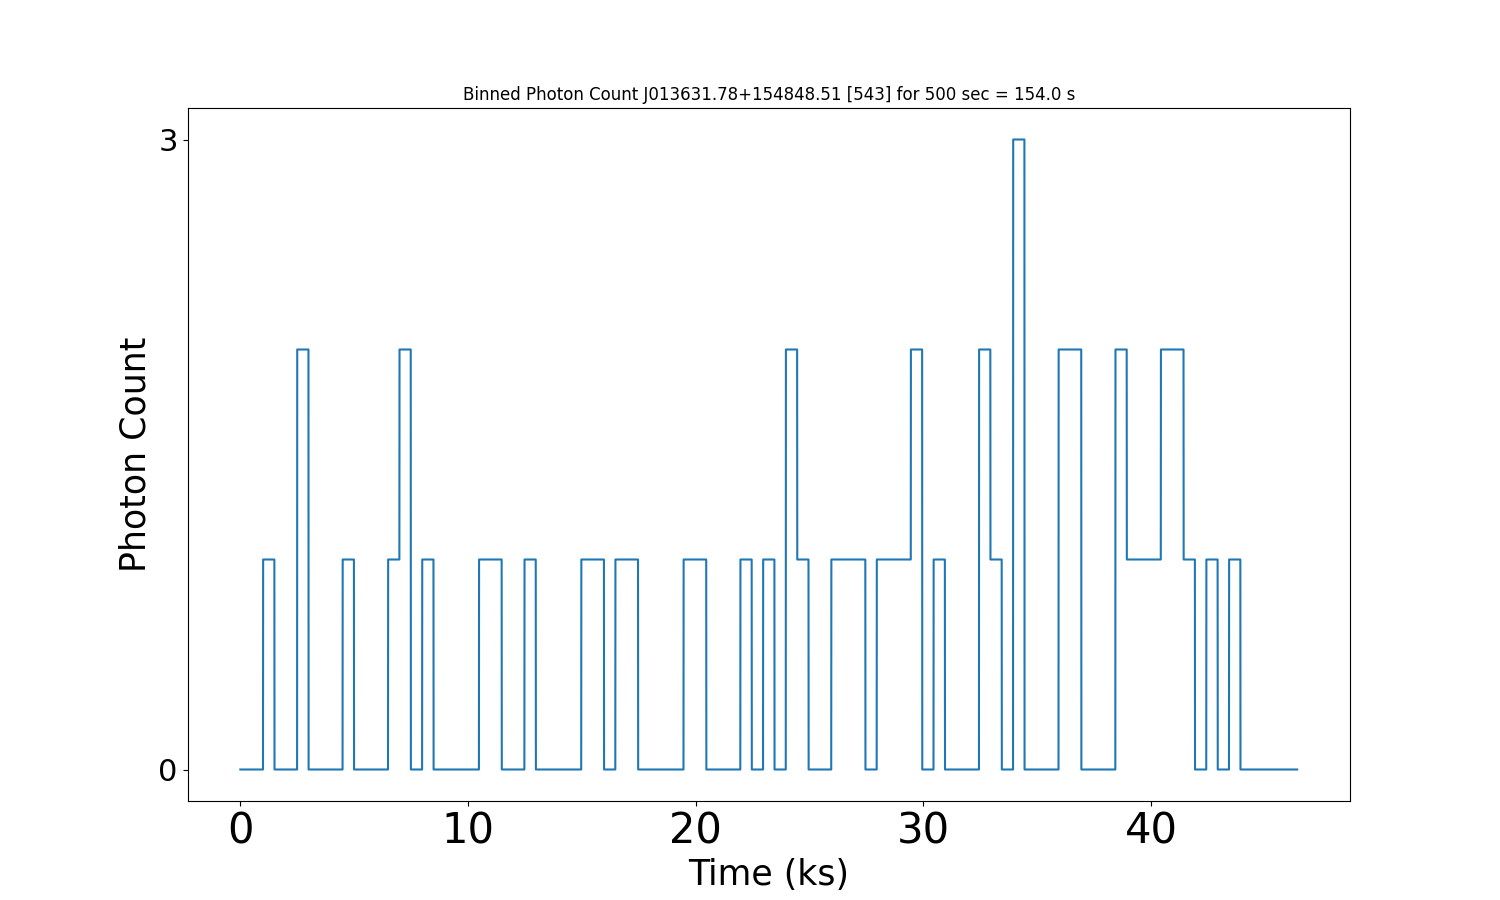 Binned Photon Count J013631.78+154848.51 [543] for 500 sec = 154.0 s
3
Photon Count
0
0 10 20 30 40
Time (ks)